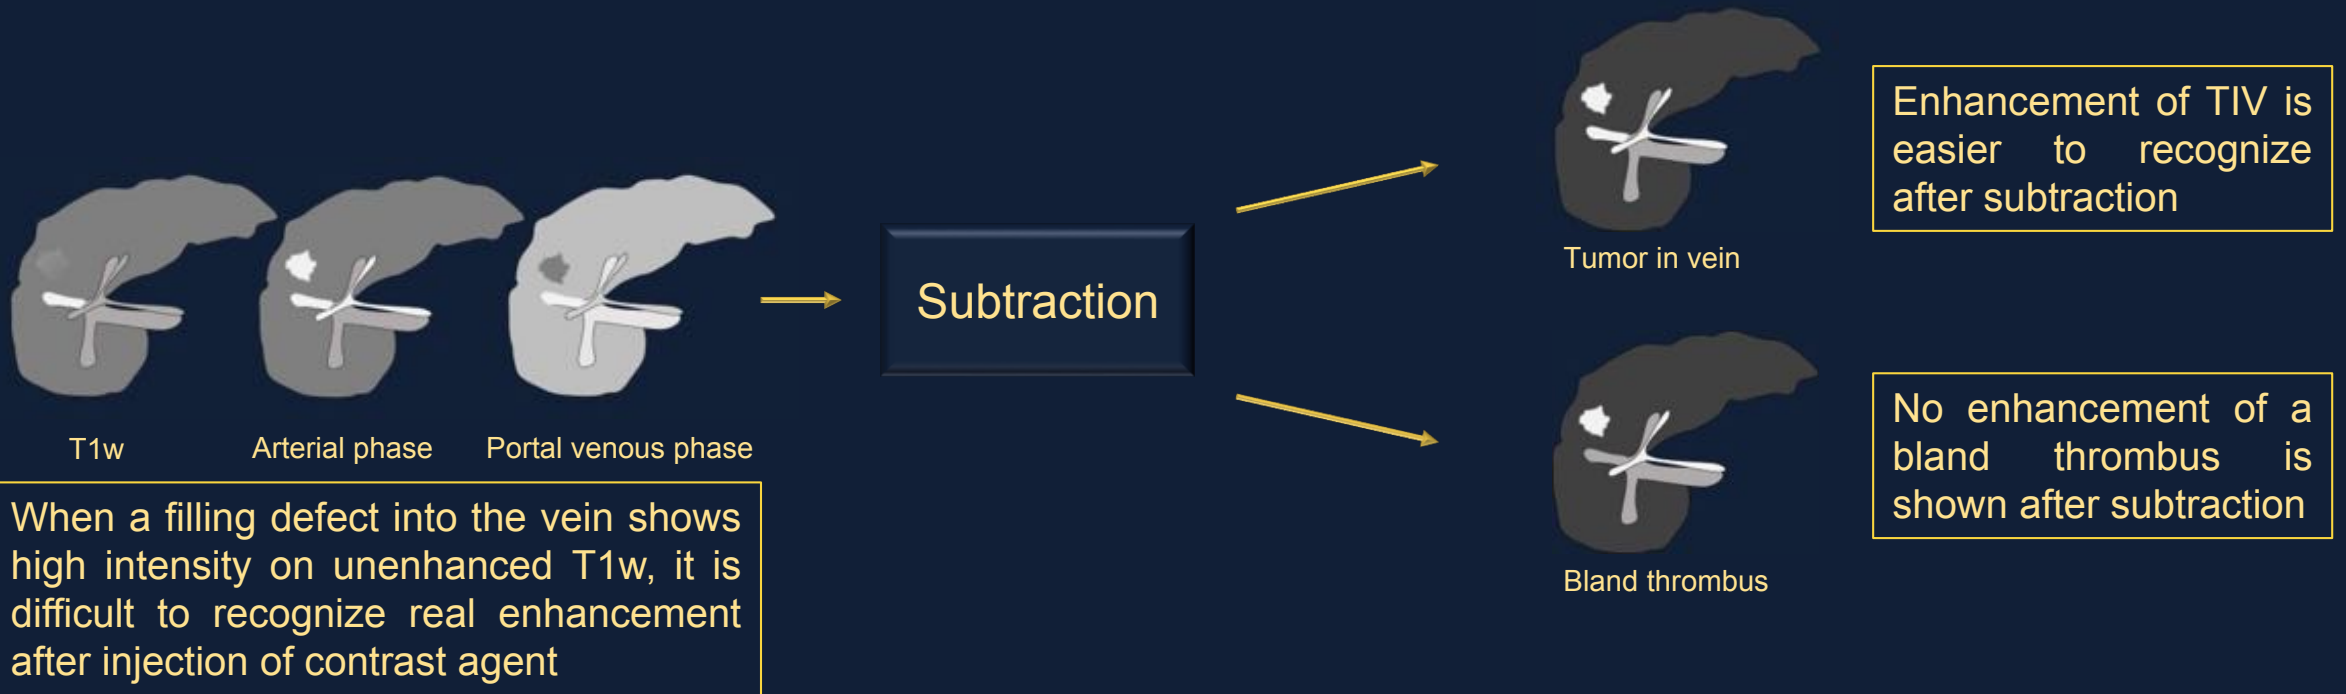 T1w
Arterial phase
Portal venous phase
When a filling defect into the vein shows
high intensity on unenhanced T1w, it is
difficult to recognize real enhancement
after injection of contrast agent
Subtraction
Tumor in vein
Enhancement of TIV is
easier to recognize
after subtraction
Bland thrombus
No enhancement of a
bland thrombus is
shown after subtraction